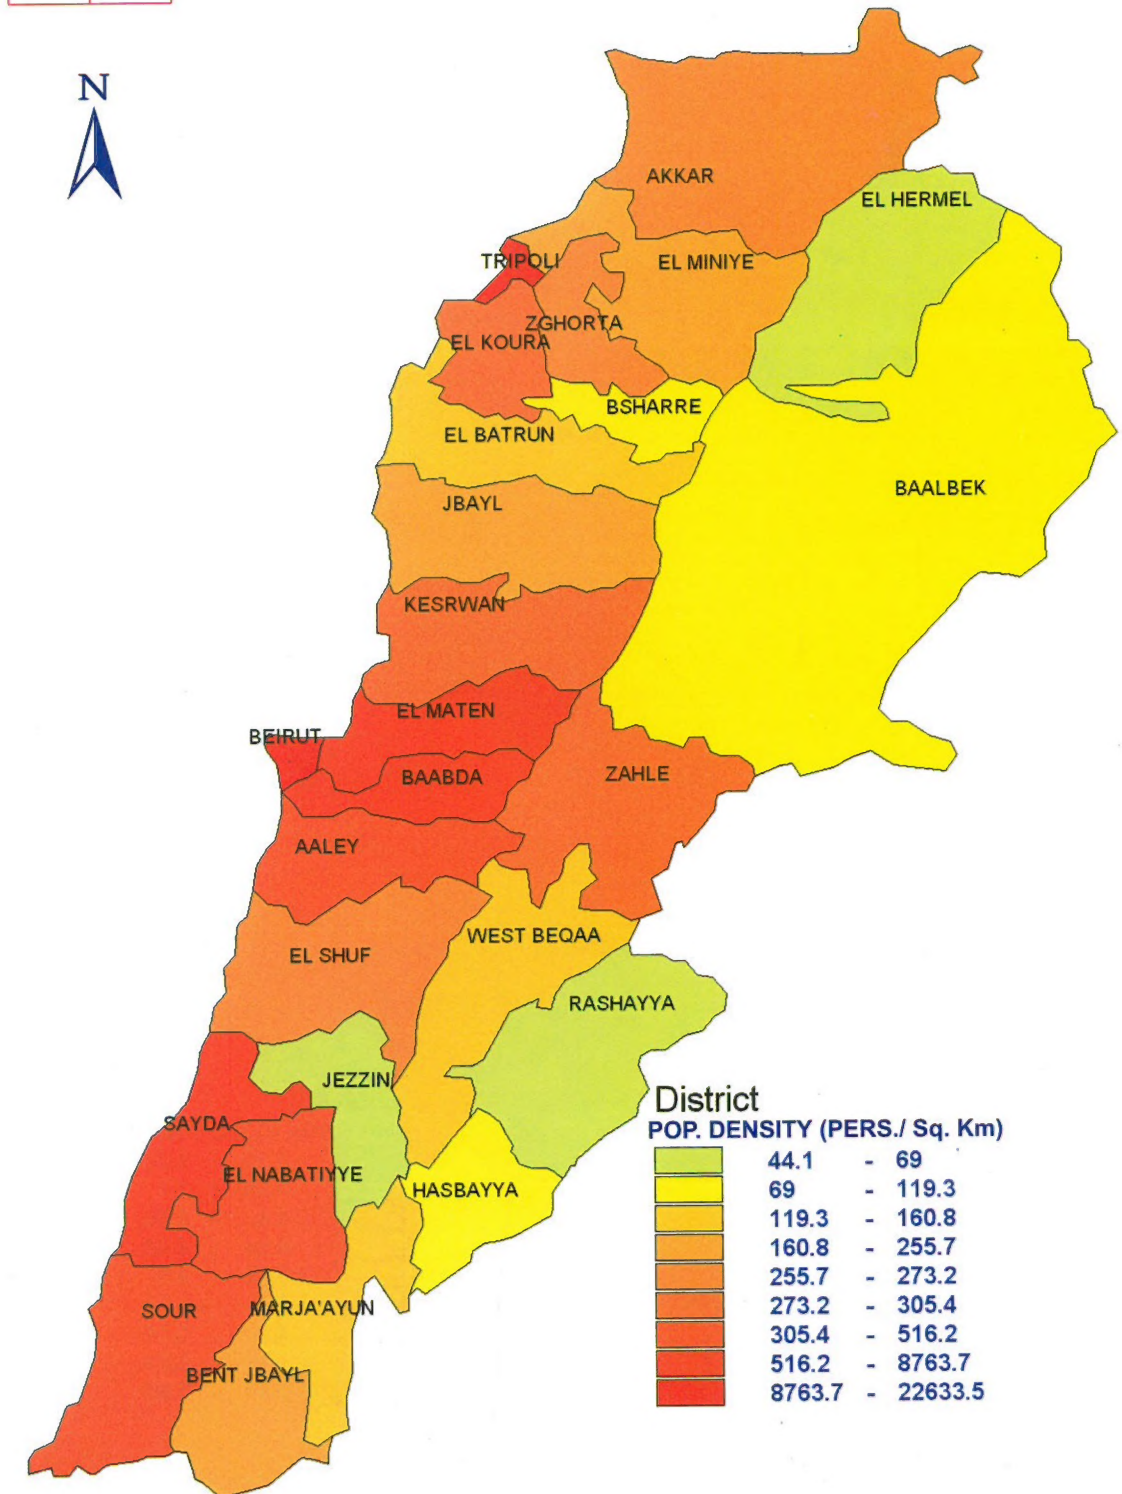 N
AKKAR
EL HERMEL
TRIPOLI
EL MINIYE
ZGHORTA
EL KOURA
BSHARRE
EL BATRUN
BAALBEK
JBAYL
KESRWAN
EL MATEN
BEIRUT
BAABDA
ZAHLE
AALEY
WEST BEQAA
EL SHUF
RASHAYYA
JEZZIN
SAYDA
EL NABATIYYE
HASBAYYA
SOUR
MARJA'AYUN
BENT JBAYL
District
POP. DENSITY (PERS./ Sq. Km)
44.1 - 69
69 - 119.3
119.3 - 160.8
160.8 - 255.7
255.7 - 273.2
273.2 - 305.4
305.4 - 516.2
516.2 - 8763.7
8763.7 - 22633.5